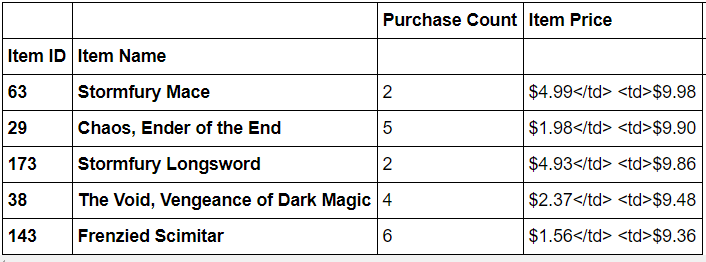 Purchase Count Item Price
Item ID Item Name
63 Stormfury Mace 2 $4.99</td> <td>$9.98
29 Chaos, Ender of the End 5 $1.98</td> <td>$9.90
173 Stormfury Longsword 2 $4.93</td> <td>$9.86
38 The Void, Vengeance of Dark Magic 4 $2.37</td> <td>$9.48
143 Frenzied Scimitar 6 $1.56</td> <td>$9.36